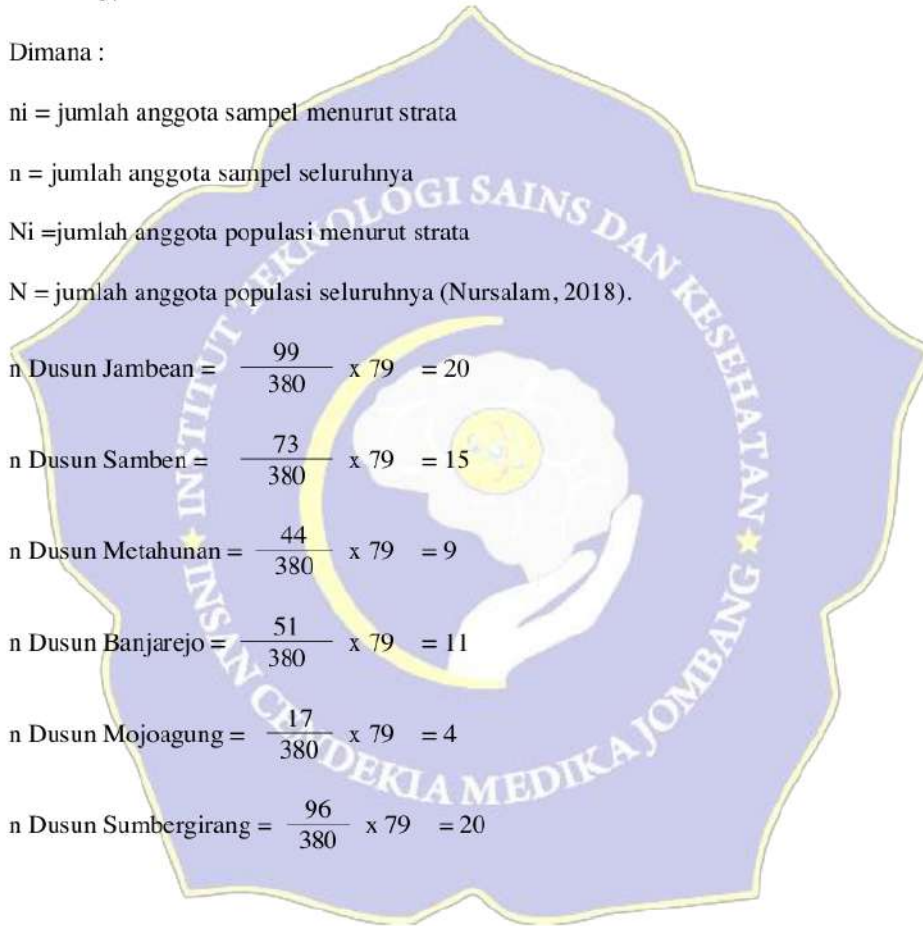 Dimana :
ni = jumlah anggota sampel menurut strata
n = jumlah anggota sampel seluruhnya
Ni =jumlah anggota populasi menurut strata
N = jumlah anggota populasi seluruhnya (Nursalam, 2018).
n Dusun Jambean = 99/380 x 79 = 20
n Dusun Samben = 73/380 x 79 = 15
n Dusun Metahunan = 44/380 x 79 = 9
n Dusun Banjarejo = 51/380 x 79 = 11
n Dusun Mojoagung = 17/380 x 79 = 4
n Dusun Sumbergirang = 96/380 x 79 = 20
INSTITUT TEKNOLOGI SAINS DAN KESEHATAN
INSAN CENDEKIA MEDIKA JOMBANG